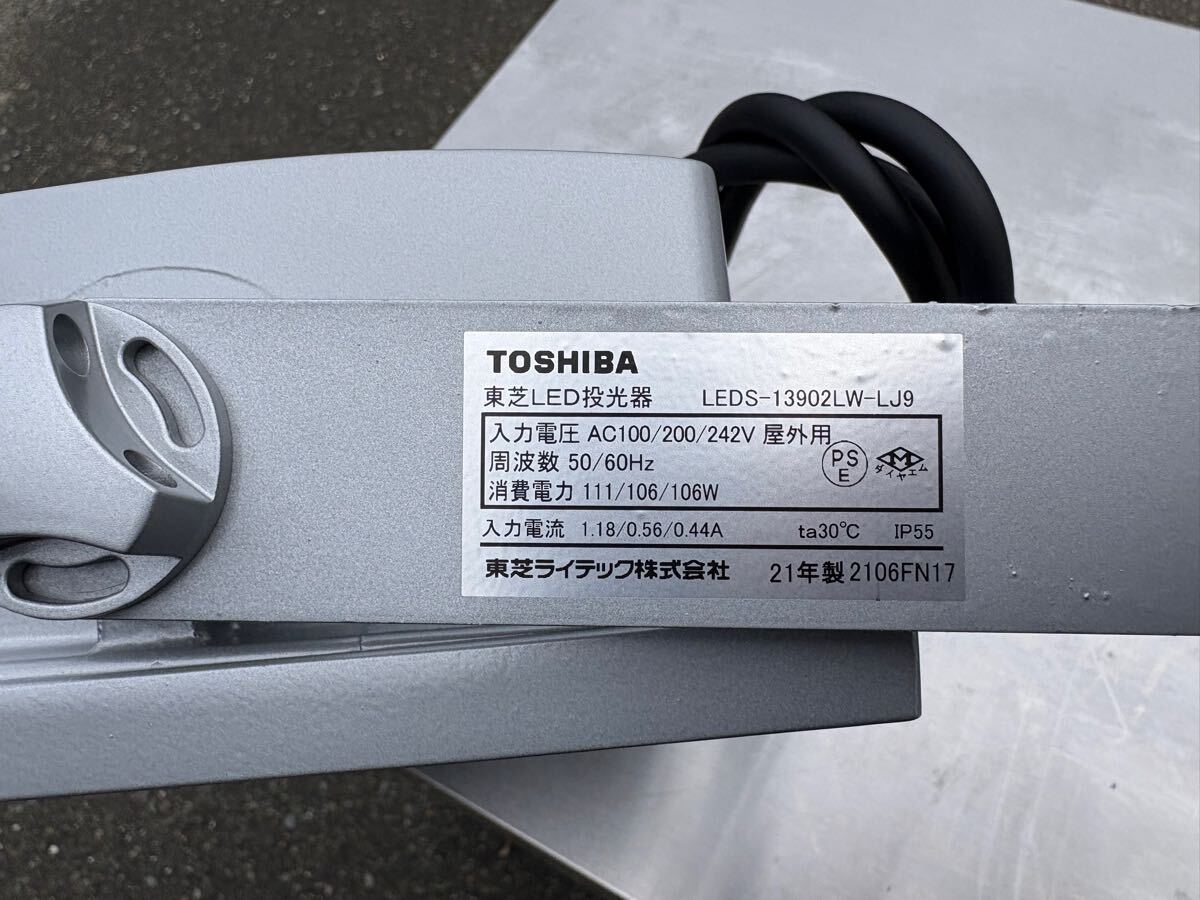 TOSHIBA
東芝LED投光器 LEDS-13902LW-LJ9
入力電圧 AC100/200/242V 屋外用
周波数 50/60Hz
PS
E
M
ダイヤエム
消費電力 111/106/106W
入力電流 1.18/0.56/0.44A ta30℃ IP55
東芝ライテック株式会社 21年製 2106FN17